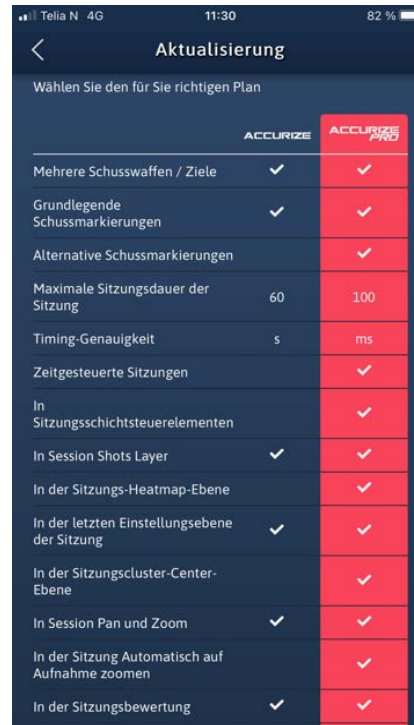 Telia N 4G 11:30 82 %
Aktualisierung
Wählen Sie den für Sie richtigen Plan
ACCURIZE ACCURIZE PRO
Mehrere Schusswaffen / Ziele
Grundlegende
Schussmarkierungen
Alternative Schussmarkierungen
Maximale Sitzungsdauer der
Sitzung
60 100
Timing-Genauigkeit s ms
Zeitgesteuerte Sitzungen
In
Sitzungsschichtsteuerelementen
In Session Shots Layer
In der Sitzungs-Heatmap-Ebene
In der letzten Einstellungsebene
der Sitzung
In der Sitzungscluster-Center-
Ebene
In Session Pan und Zoom
In der Sitzung Automatisch auf
Aufnahme zoomen
In der Sitzungsbewertung